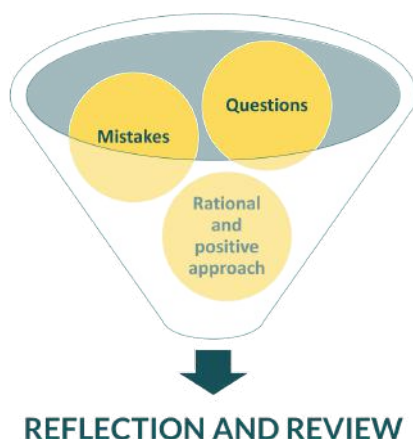 Questions
Mistakes
Rational
and
positive
approach
REFLECTION AND REVIEW